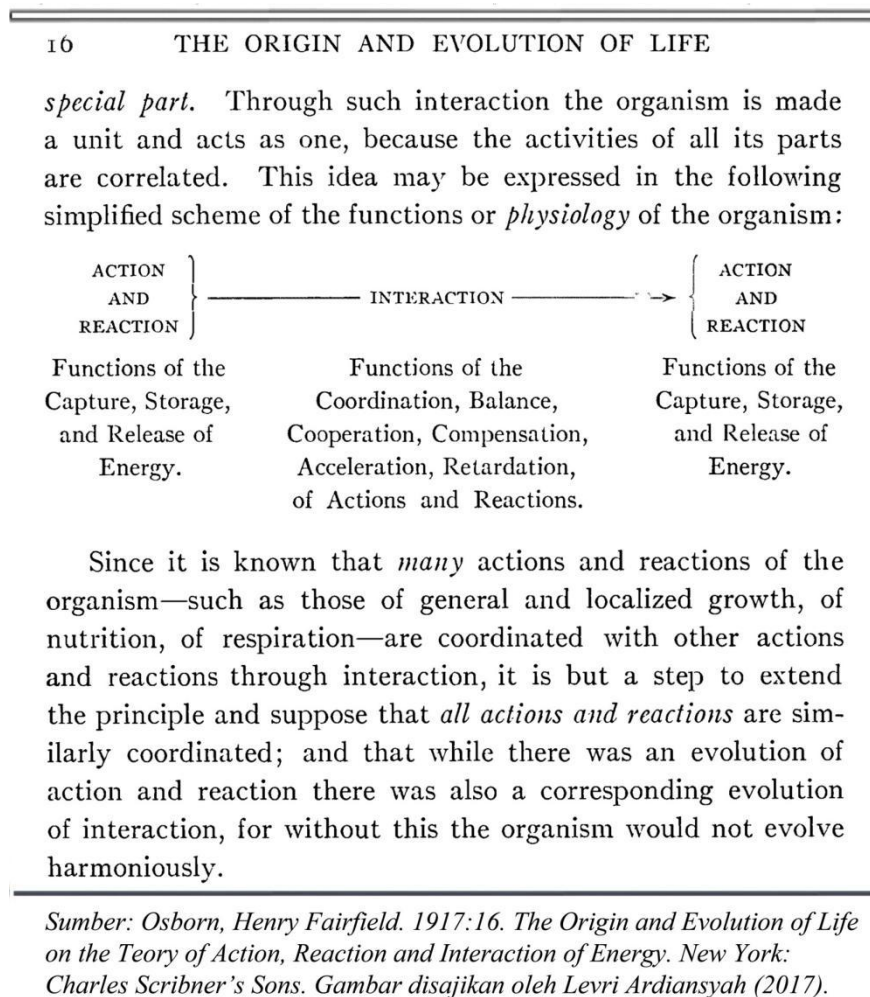 16 THE ORIGIN AND EVOLUTION OF LIFE
special part. Through such interaction the organism is made
a unit and acts as one, because the activities of all its parts
are correlated. This idea may be expressed in the following
simplified scheme of the functions or physiology of the organism:
ACTION ACTION
AND INTERACTION AND
REACTION REACTION
Functions of the Functions of the Functions of the
Capture, Storage, Coordination, Balance, Capture, Storage,
and Release of Cooperation, Compensation, and Release of
Energy. Acceleration, Retardation, Energy.
of Actions and Reactions.
Since it is known that many actions and reactions of the
organism—such as those of general and localized growth, of
nutrition, of respiration—are coordinated with other actions
and reactions through interaction, it is but a step to extend
the principle and suppose that all actions and reactions are sim-
ilarly coordinated; and that while there was an evolution of
action and reaction there was also a corresponding evolution
of interaction, for without this the organism would not evolve
harmoniously.
Sumber: Osborn, Henry Fairfield. 1917:16. The Origin and Evolution of Life
on the Teory of Action, Reaction and Interaction of Energy. New York:
Charles Scribner's Sons. Gambar disajikan oleh Levri Ardiansyah (2017).